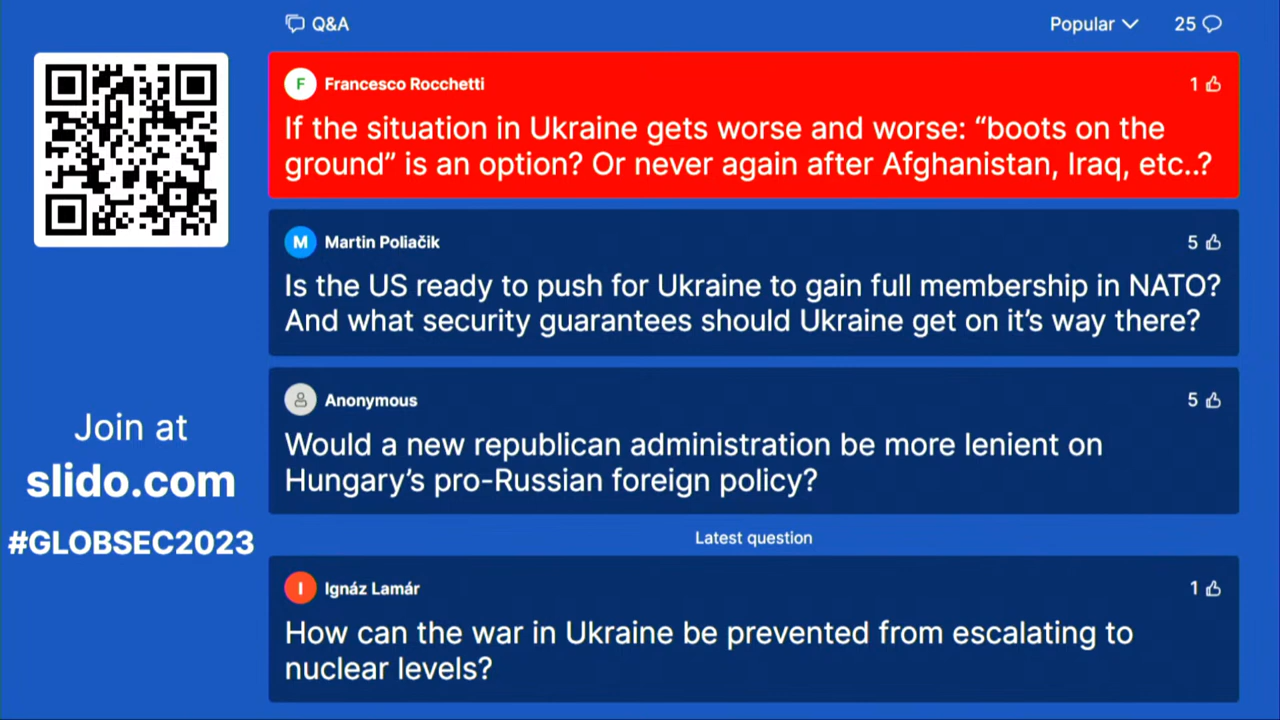 Q&A
Popular
25
F
Francesco Rocchetti
1
If the situation in Ukraine gets worse and worse: “boots on the
ground” is an option? Or never again after Afghanistan, Iraq, etc..?
M
Martin Poliačik
5
Is the US ready to push for Ukraine to gain full membership in NATO?
And what security guarantees should Ukraine get on it’s way there?
Anonymous
5
Would a new republican administration be more lenient on
Hungary’s pro-Russian foreign policy?
Latest question
I
Ignáz Lamár
1
How can the war in Ukraine be prevented from escalating to
nuclear levels?
Join at
slido.com
#GLOBSEC2023